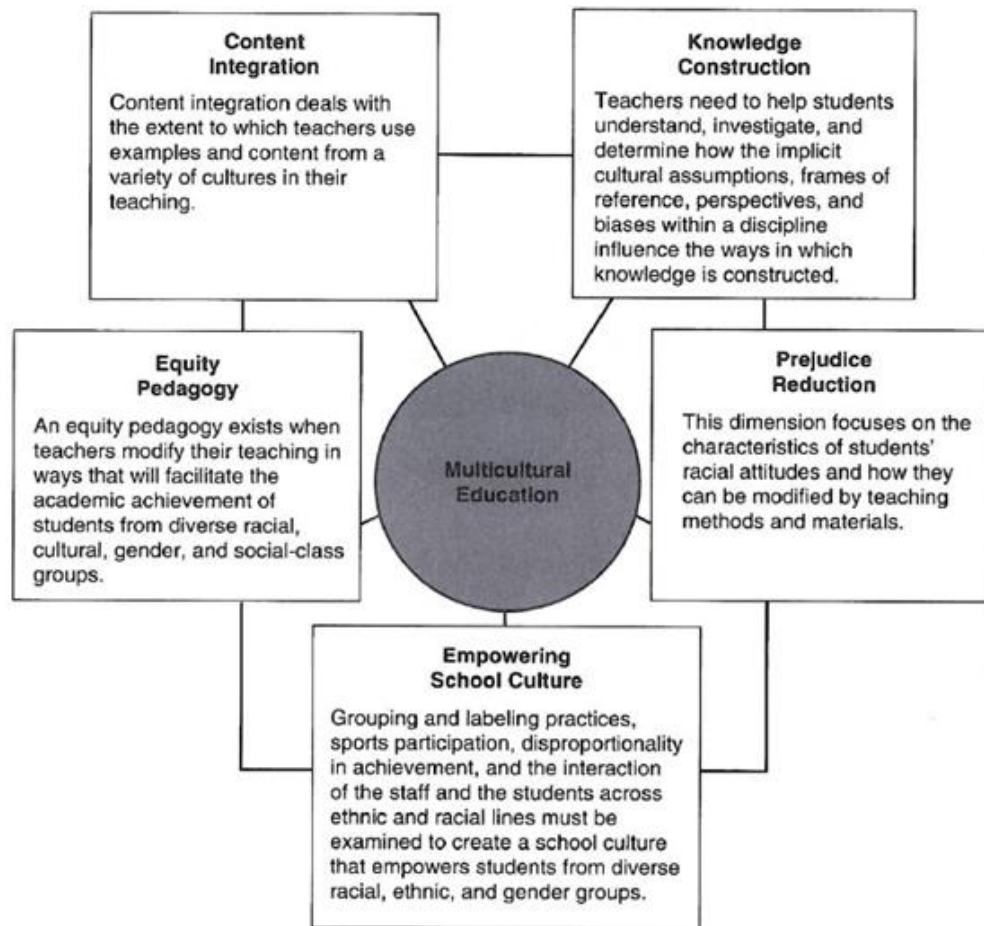 Content
Integration
Content integration deals with
the extent to which teachers use
examples and content from a
variety of cultures in their
teaching.
Knowledge
Construction
Teachers need to help students
understand, investigate, and
determine how the implicit
cultural assumptions, frames of
reference, perspectives, and
biases within a discipline
influence the ways in which
knowledge is constructed.
Equity
Pedagogy
An equity pedagogy exists when
teachers modify their teaching in
ways that will facilitate the
academic achievement of
students from diverse racial,
cultural, gender, and social-class
groups.
Multicultural
Education
Prejudice
Reduction
This dimension focuses on the
characteristics of students'
racial attitudes and how they
can be modified by teaching
methods and materials.
Empowering
School Culture
Grouping and labeling practices,
sports participation, disproportionality
in achievement, and the interaction
of the staff and the students across
ethnic and racial lines must be
examined to create a school culture
that empowers students from diverse
racial, ethnic, and gender groups.